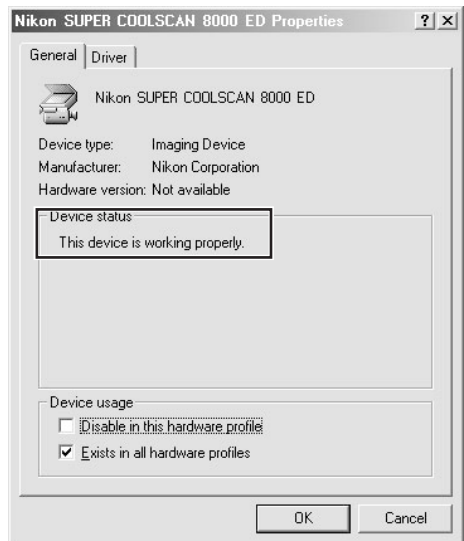 Nikon SUPER COOLSCAN 8000 ED Properties
General Driver
Nikon SUPER COOLSCAN 8000 ED
Device type: Imaging Device
Manufacturer: Nikon Corporation
Hardware version: Not available
Device status
This device is working properly.
Device usage
Disable in this hardware profile
Exists in all hardware profiles
OK Cancel